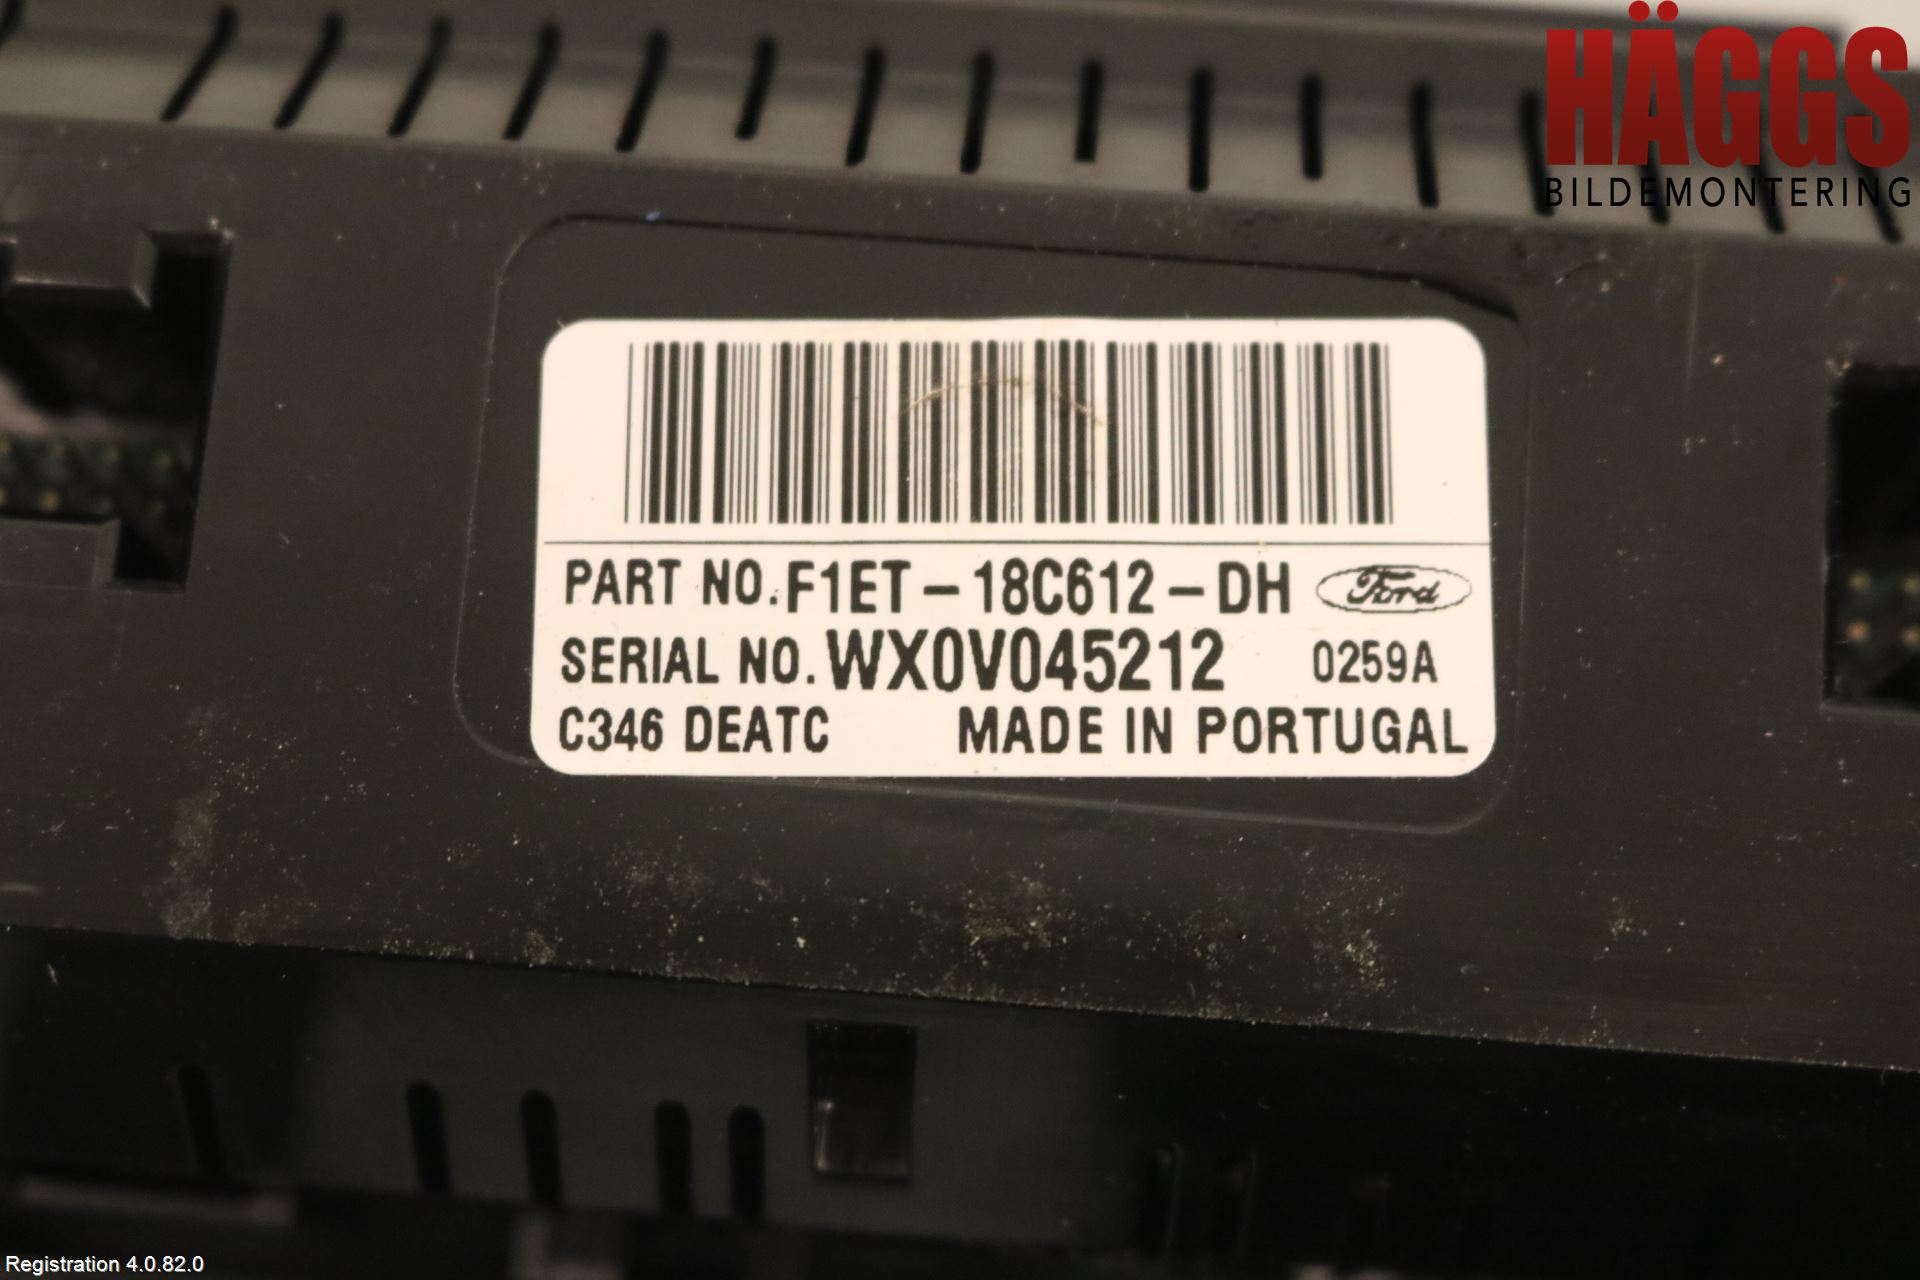 HÄGGS
BILDEMONTERING
PART NO. F1ET-18C612-DH Ford
SERIAL NO. WX0V045212 0259A
C346 DEATC MADE IN PORTUGAL
Registration 4.0.82.0